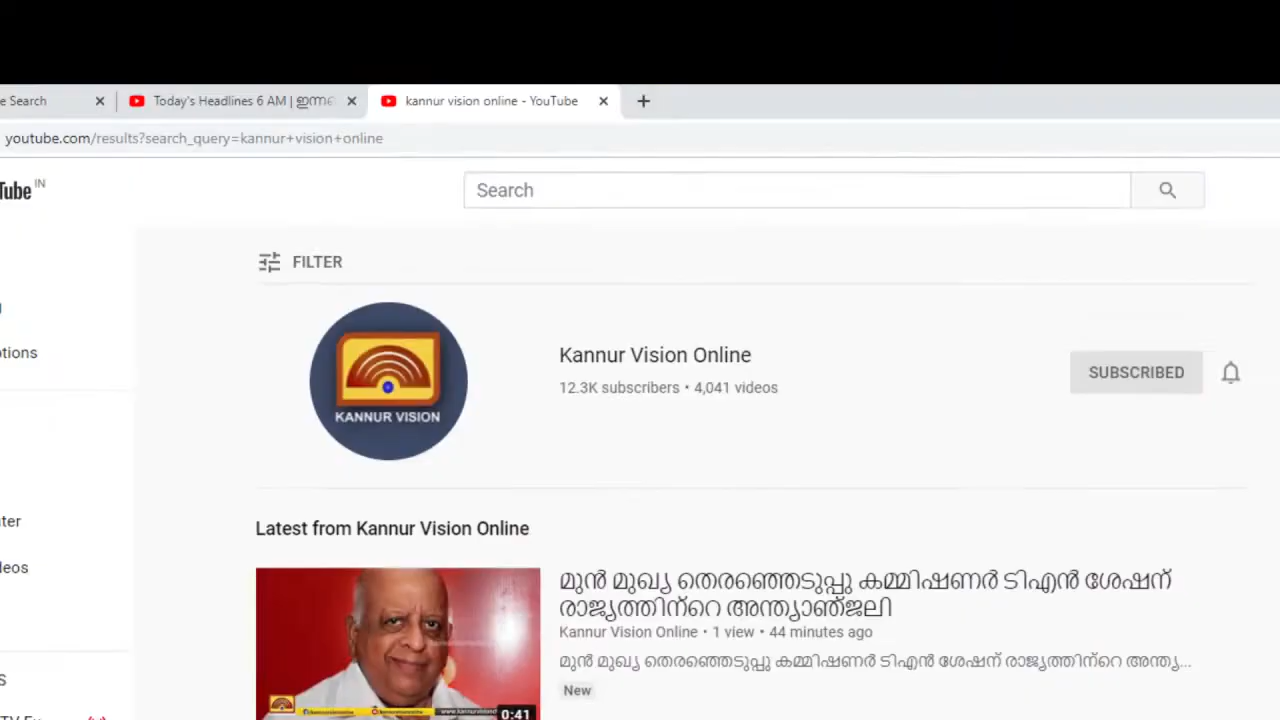 e Search
Today's Headlines 6 AM | ഇന്നത്
kannur vision online - YouTube
youtube.com/results?search_query=kannur+vision+online
Tube IN
Search
FILTER
KANNUR VISION
Kannur Vision Online
12.3K subscribers • 4,041 videos
SUBSCRIBED
ptions
ter
leos
S
Latest from Kannur Vision Online
മുൻ മുഖ്യ തെരഞ്ഞെടുപ്പു കമ്മിഷണർ ടിഎൻ ശേഷന്
രാജ്യത്തിന്റെ അന്ത്യാഞ്ജലി
Kannur Vision Online • 1 view • 44 minutes ago
മുൻ മുഖ്യ തെരഞ്ഞെടുപ്പു കമ്മിഷണർ ടിഎൻ ശേഷന് രാജ്യത്തിന്റെ അന്ത്യ...
New
0:41